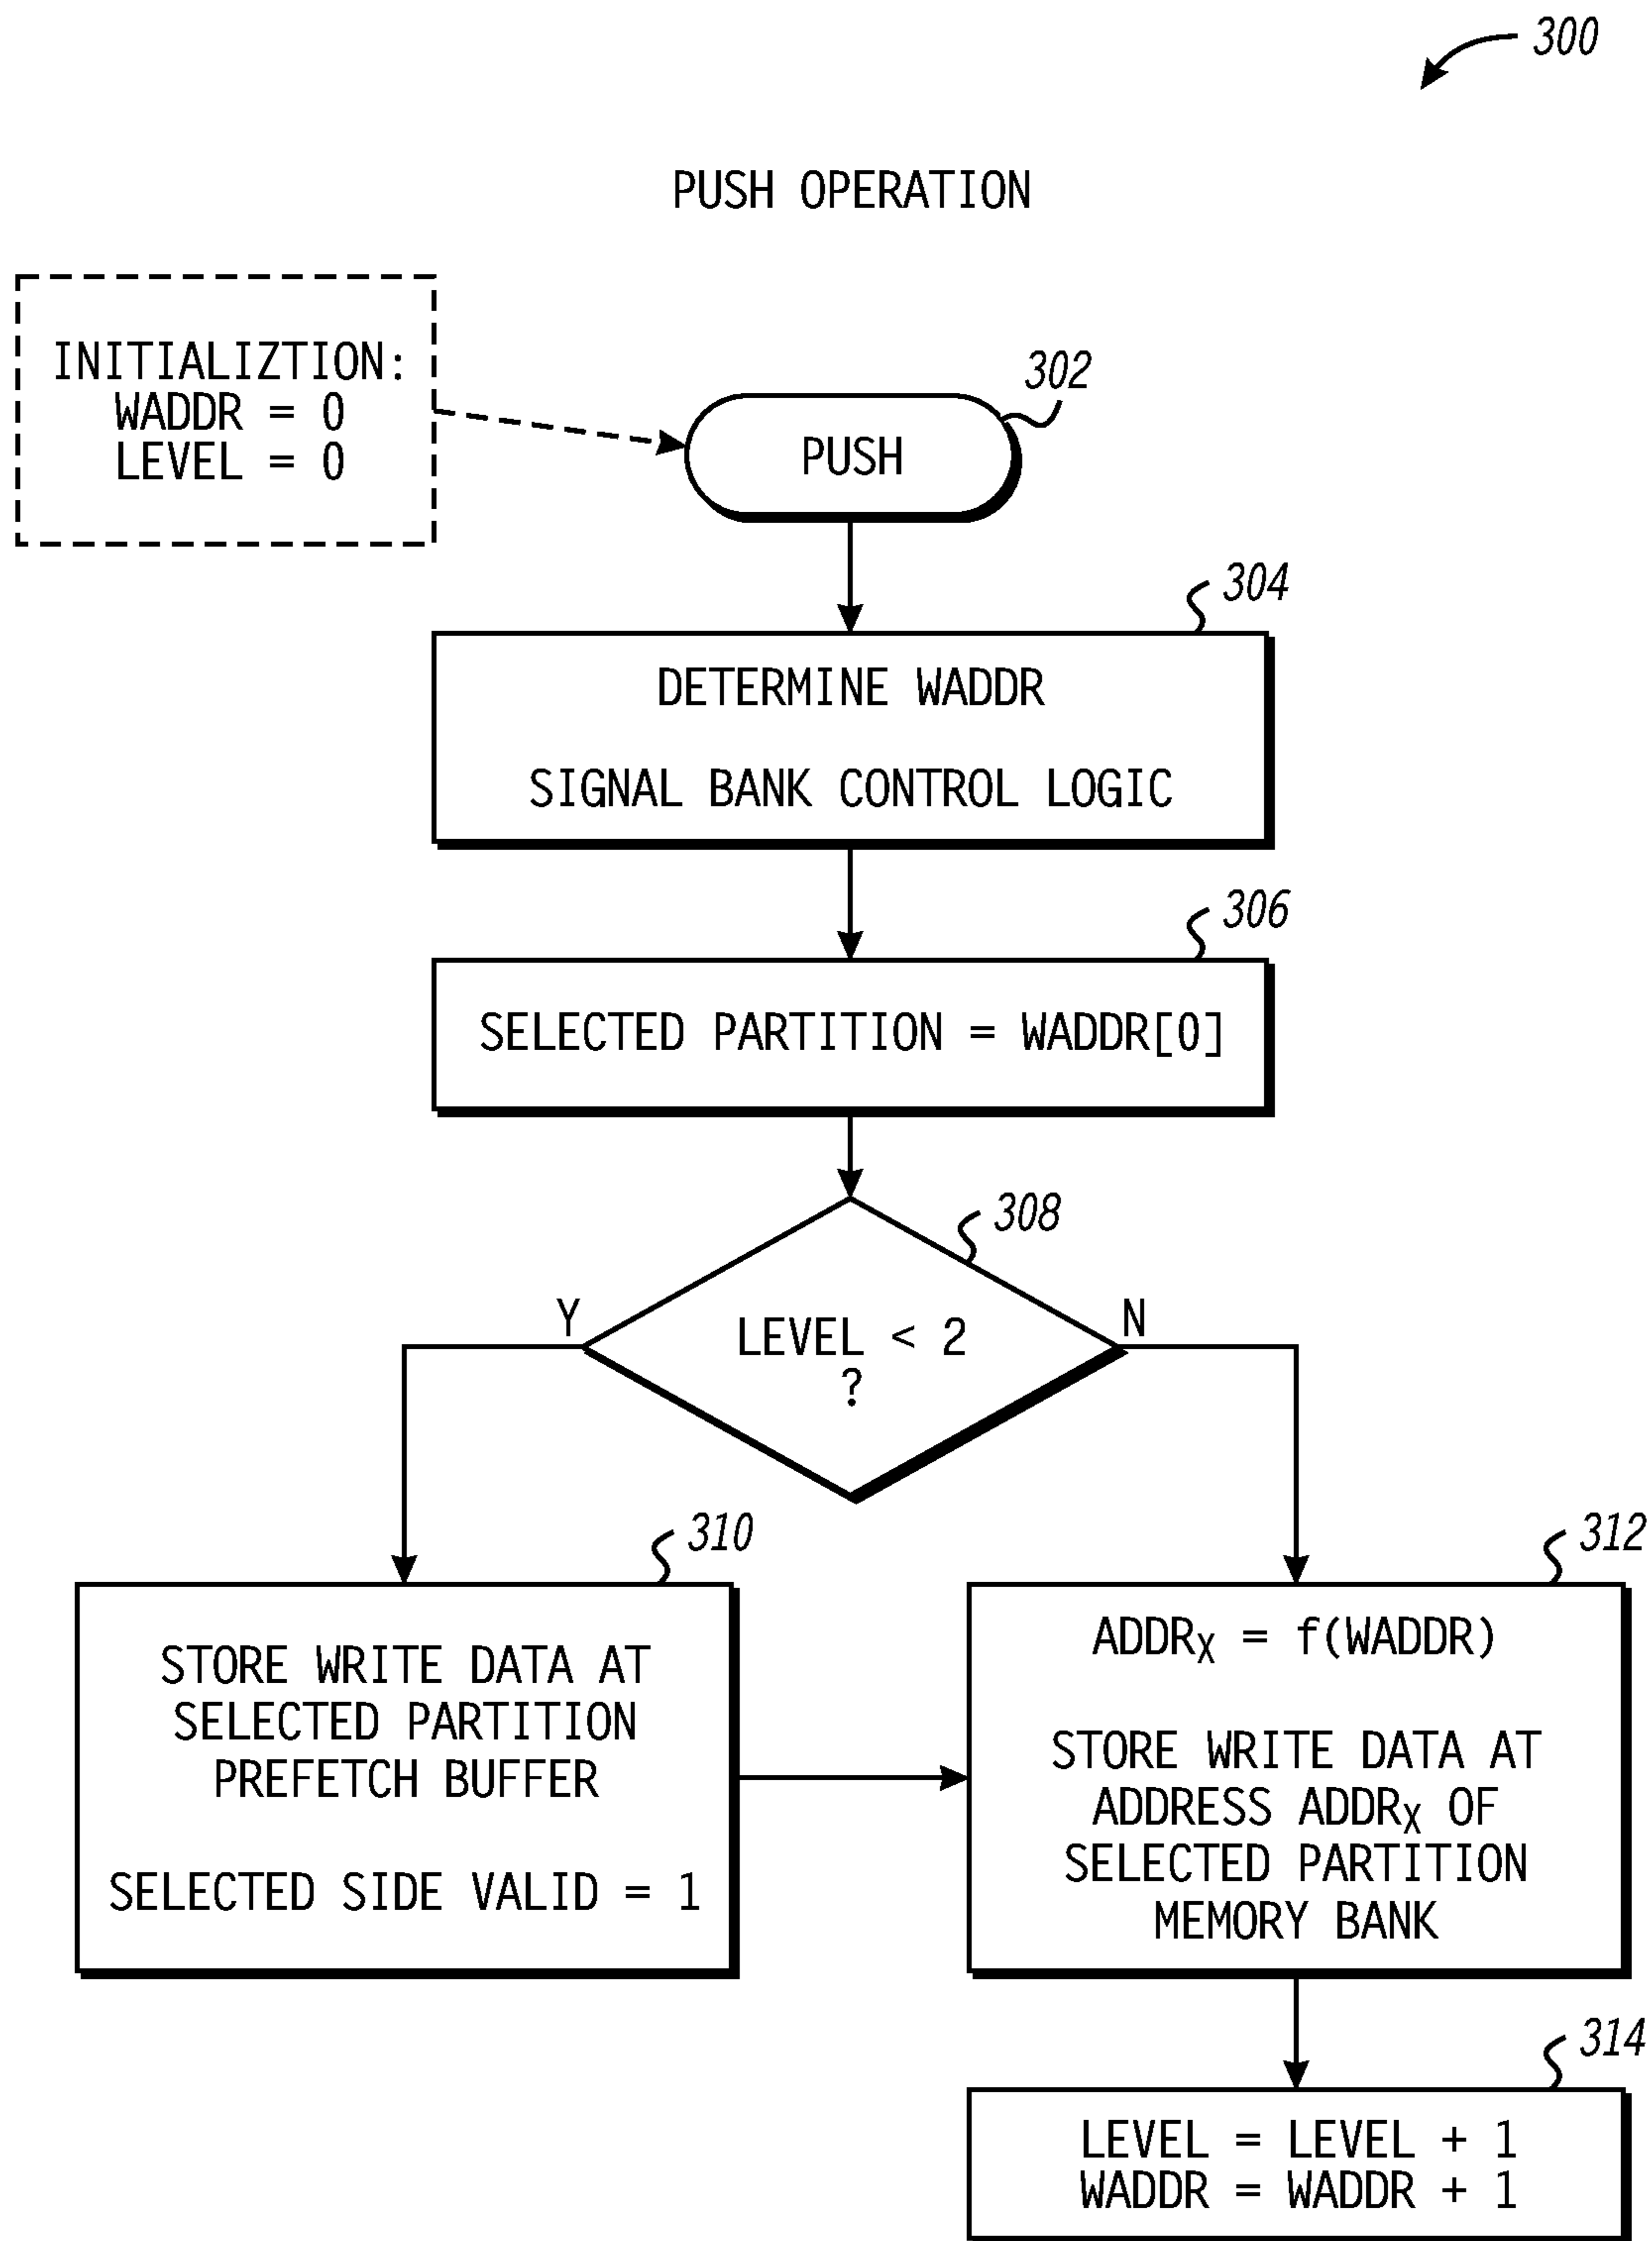 300
PUSH OPERATION
INITIALIZTION:
WADDR = 0
LEVEL = 0
302
PUSH
304
DETERMINE WADDR
SIGNAL BANK CONTROL LOGIC
306
SELECTED PARTITION = WADDR[0]
308
Y
LEVEL < 2
?
N
310
STORE WRITE DATA AT
SELECTED PARTITION
PREFETCH BUFFER
SELECTED SIDE VALID = 1
312
ADDRX = f(WADDR)
STORE WRITE DATA AT
ADDRESS ADDRX OF
SELECTED PARTITION
MEMORY BANK
314
LEVEL = LEVEL + 1
WADDR = WADDR + 1